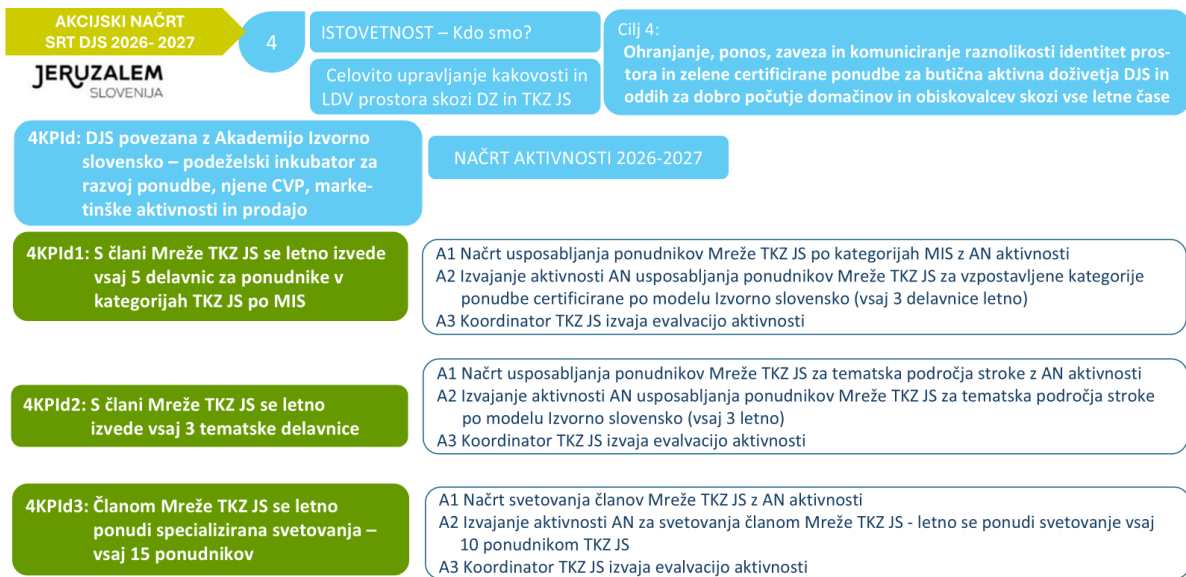 AKCIJSKI NAČRT
SRT DJS 2026- 2027
JERUZALEM
SLOVENIJA
4
ISTOVETNOST – Kdo smo?
Celovito upravljanje kakovosti in
LDV prostora skozi DZ in TKZ JS
Cilj 4:
Ohranjanje, ponos, zaveza in komuniciranje raznolikosti identitet pros-
tora in zelene certificirane ponudbe za butična aktivna doživetja DJS in
oddih za dobro počutje domačinov in obiskovalcev skozi vse letne čase
4KPId: DJS povezana z Akademijo Izvorno
slovensko – podeželski inkubator za
razvoj ponudbe, njene CVP, marke-
tinške aktivnosti in prodajo
NAČRT AKTIVNOSTI 2026-2027
4KPId1: S člani Mreže TKZ JS se letno izvede
vsaj 5 delavnic za ponudnike v
kategorijah TKZ JS po MIS
A1 Načrt usposabljanja ponudnikov Mreže TKZ JS po kategorijah MIS z AN aktivnosti
A2 Izvajanje aktivnosti AN usposabljanja ponudnikov Mreže TKZ JS za vzpostavljene kategorije
ponudbe certificirane po modelu Izvorno slovensko (vsaj 3 delavnice letno)
A3 Koordinator TKZ JS izvaja evalvacijo aktivnosti
4KPId2: S člani Mreže TKZ JS se letno
izvede vsaj 3 tematske delavnice
A1 Načrt usposabljanja ponudnikov Mreže TKZ JS za tematska področja stroke z AN aktivnosti
A2 Izvajanje aktivnosti AN usposabljanja ponudnikov Mreže TKZ JS za tematska področja stroke
po modelu Izvorno slovensko (vsaj 3 letno)
A3 Koordinator TKZ JS izvaja evalvacijo aktivnosti
4KPId3: Članom Mreže TKZ JS se letno
ponudi specializirana svetovanja –
vsaj 15 ponudnikov
A1 Načrt svetovanja članov Mreže TKZ JS z AN aktivnosti
A2 Izvajanje aktivnosti AN za svetovanja članom Mreže TKZ JS - letno se ponudi svetovanje vsaj
10 ponudnikom TKZ JS
A3 Koordinator TKZ JS izvaja evalvacijo aktivnosti